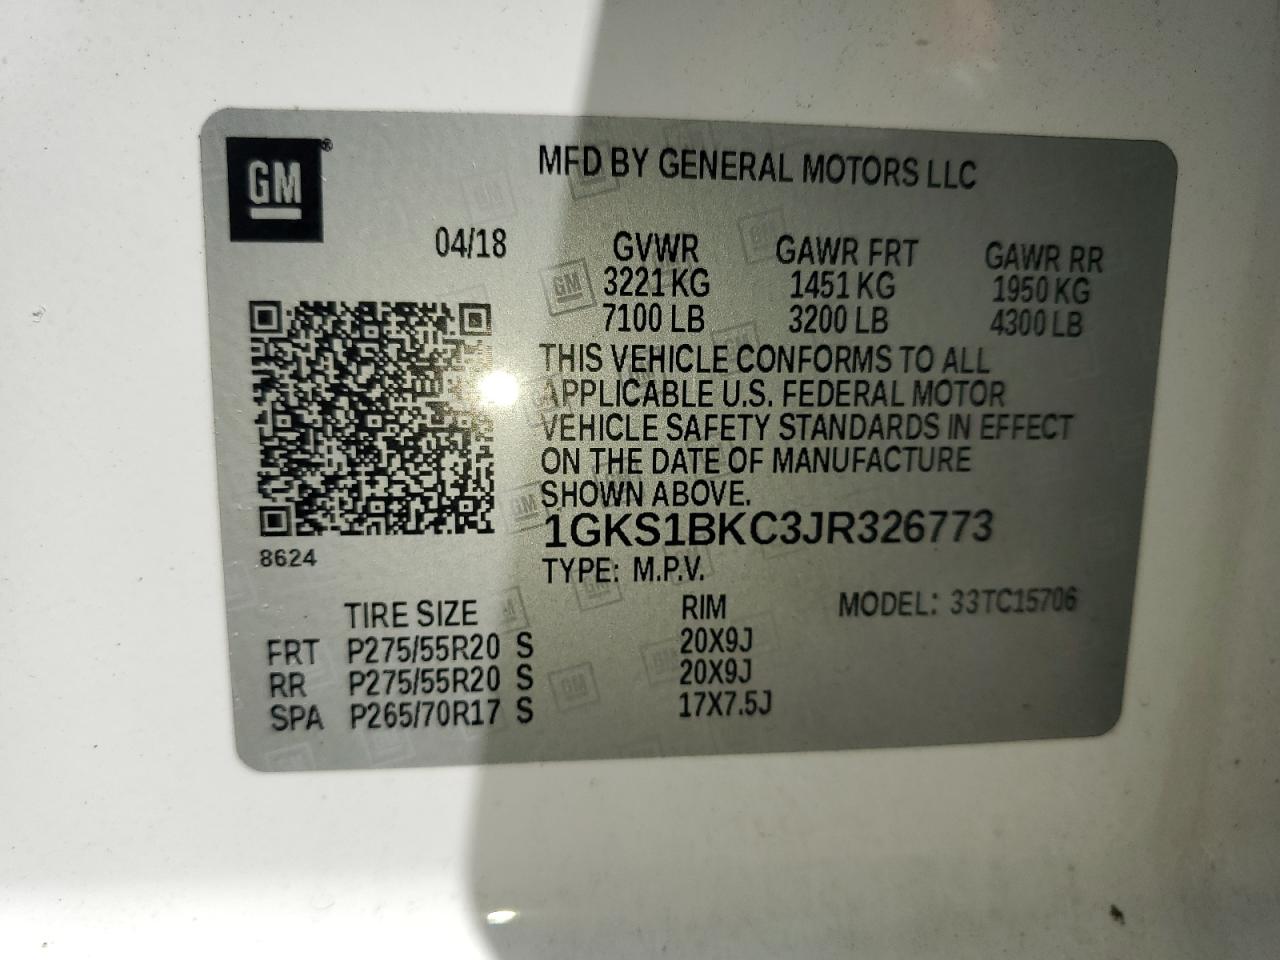 GM
MFD BY GENERAL MOTORS LLC
04/18 GVWR GAWR FRT GAWR RR
3221 KG 1451 KG 1950 KG
7100 LB 3200 LB 4300 LB
THIS VEHICLE CONFORMS TO ALL
APPLICABLE U.S. FEDERAL MOTOR
VEHICLE SAFETY STANDARDS IN EFFECT
ON THE DATE OF MANUFACTURE
SHOWN ABOVE.
1GKS1BKC3JR326773
8624
TYPE: M.P.V.
TIRE SIZE RIM MODEL: 33TC15706
FRT P275/55R20 S 20X9J
RR P275/55R20 S 20X9J
SPA P265/70R17 S 17X7.5J